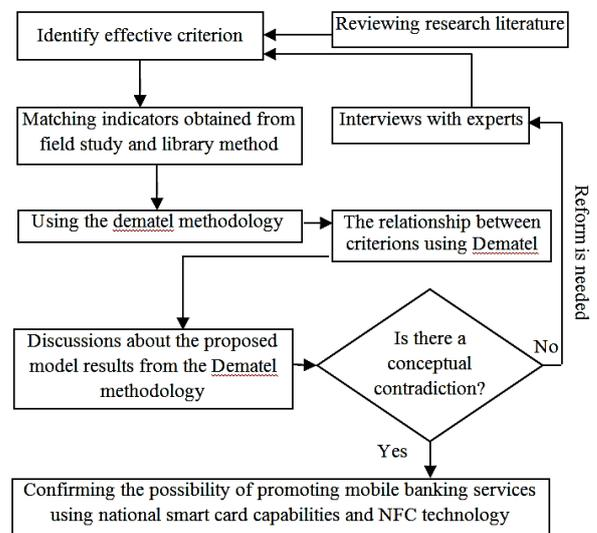 Identify effective criterion
Reviewing research literature
Matching indicators obtained from
field study and library method
Interviews with experts
Using the dematel methodology
The relationship between
criterions using Dematel
Reform is needed
Discussions about the proposed
model results from the Dematel
methodology
Is there a
conceptual
contradiction?
No
Yes
Confirming the possibility of promoting mobile banking services
using national smart card capabilities and NFC technology